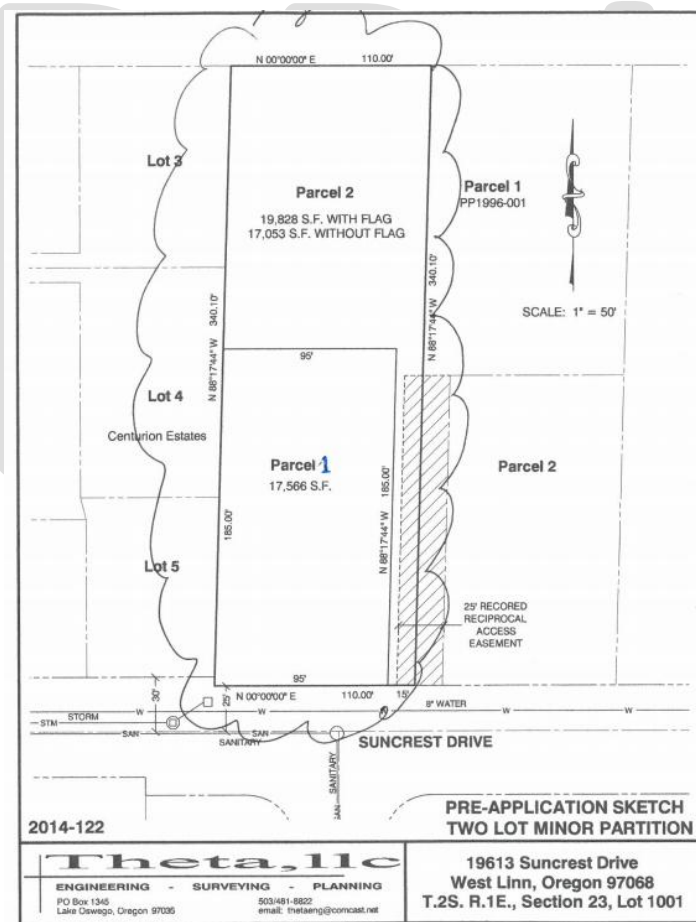 N 00°00'00" E 110.00'
Lot 3
Parcel 2
19,828 S.F. WITH FLAG
17,053 S.F. WITHOUT FLAG
Parcel 1
PP1996-001
N 88°17'44" W 340.10'
N 88°17'44" W 340.10'
SCALE: 1" = 50'
95'
Lot 4
Centurion Estates
Parcel 1
17,566 S.F.
185.00'
N 88°17'44" W 185.00'
Parcel 2
Lot 5
25' RECORED
RECIPROCAL
ACCESS
EASEMENT
95'
N 00°00'00" E 110.00' 15'
30'
25'
8" WATER
STORM
W W W W W
STM
SAN SAN
SANITARY
SUNCREST DRIVE
SANITARY
SAN
2014-122
PRE-APPLICATION SKETCH
TWO LOT MINOR PARTITION
Theta,llc
ENGINEERING - SURVEYING - PLANNING
PO Box 1345 503/481-8822
Lake Oswego, Oregon 97035 email: thetaeng@comcast.net
19613 Suncrest Drive
West Linn, Oregon 97068
T.2S. R.1E., Section 23, Lot 1001